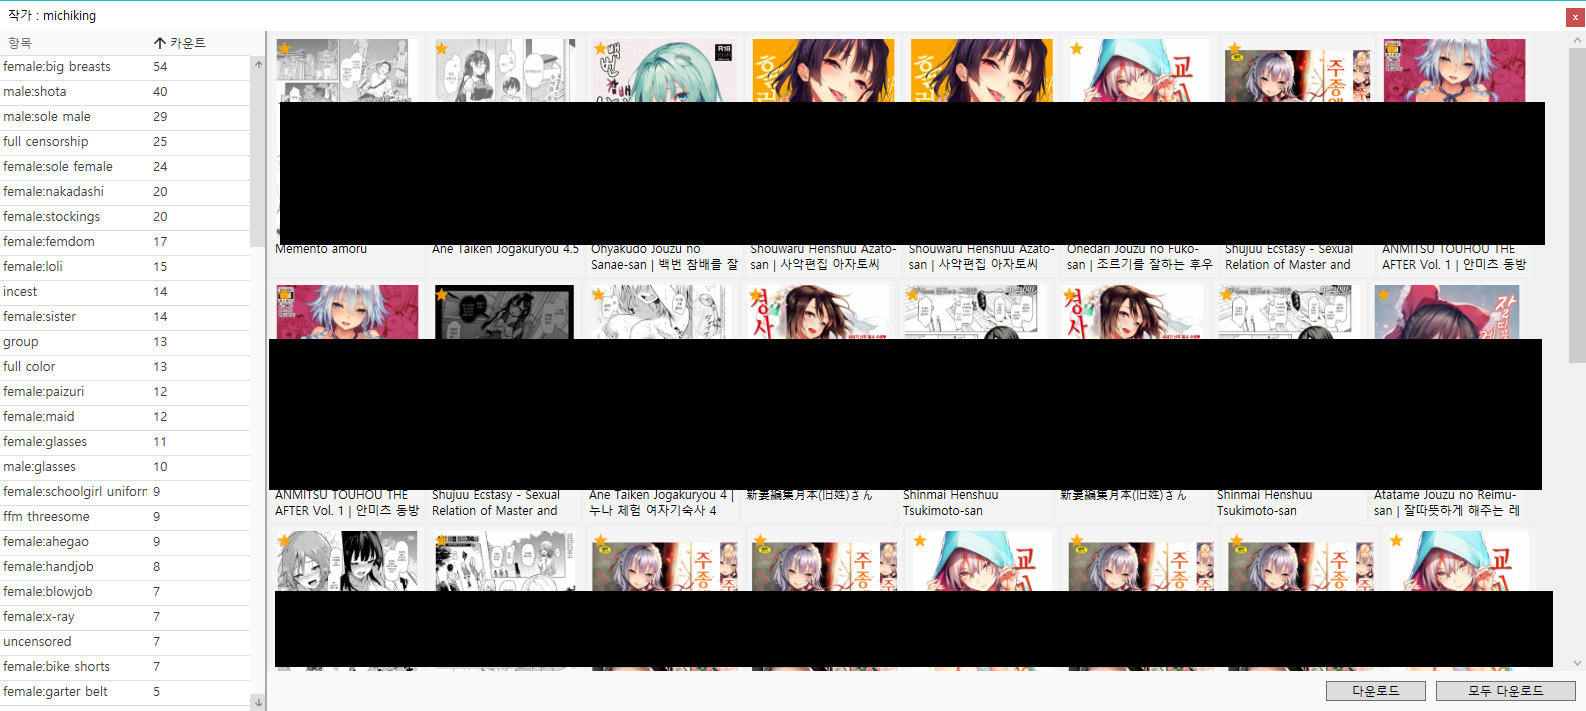 작가 : michiking
항목 카운트
female:big breasts 54
male:shota 40
male:sole male 29
full censorship 25
female:sole female 24
female:nakadashi 20
female:stockings 20
female:femdom 17
female:loli 15
incest 14
female:sister 14
group 13
full color 13
female:paizuri 12
female:maid 12
female:glasses 11
male:glasses 10
female:schoolgirl uniform 9
ffm threesome 9
female:ahegao 9
female:handjob 8
female:blowjob 7
female:x-ray 7
uncensored 7
female:bike shorts 7
female:garter belt 5
Memento amoru
Ane Taiken Jogakuryou 4.5
Ohyakudo Jouzu no
Sanae-san | 백번 참배를 잘
Shouwaru Henshuu Azato-
san | 사악편집 아자토씨
Shouwaru Henshuu Azato-
san | 사악편집 아자토씨
Onedari Jouzu no Fuko-
san | 조르기를 잘하는 후우
Shujuu Ecstasy - Sexual
Relation of Master and
ANMITSU TOUHOU THE
AFTER Vol. 1 | 안미츠 동방
ANMITSU TOUHOU THE
AFTER Vol. 1 | 안미츠 동방
Shujuu Ecstasy - Sexual
Relation of Master and
Ane Taiken Jogakuryou 4 |
누나 체험 여자기숙사 4
新妻編集月本(旧姓)さん
Shinmai Henshuu
Tsukimoto-san
新妻編集月本(旧姓)さん
Shinmai Henshuu
Tsukimoto-san
Atatame Jouzu no Reimu-
san | 잘따뜻하게 해주는 레
다운로드
모두 다운로드